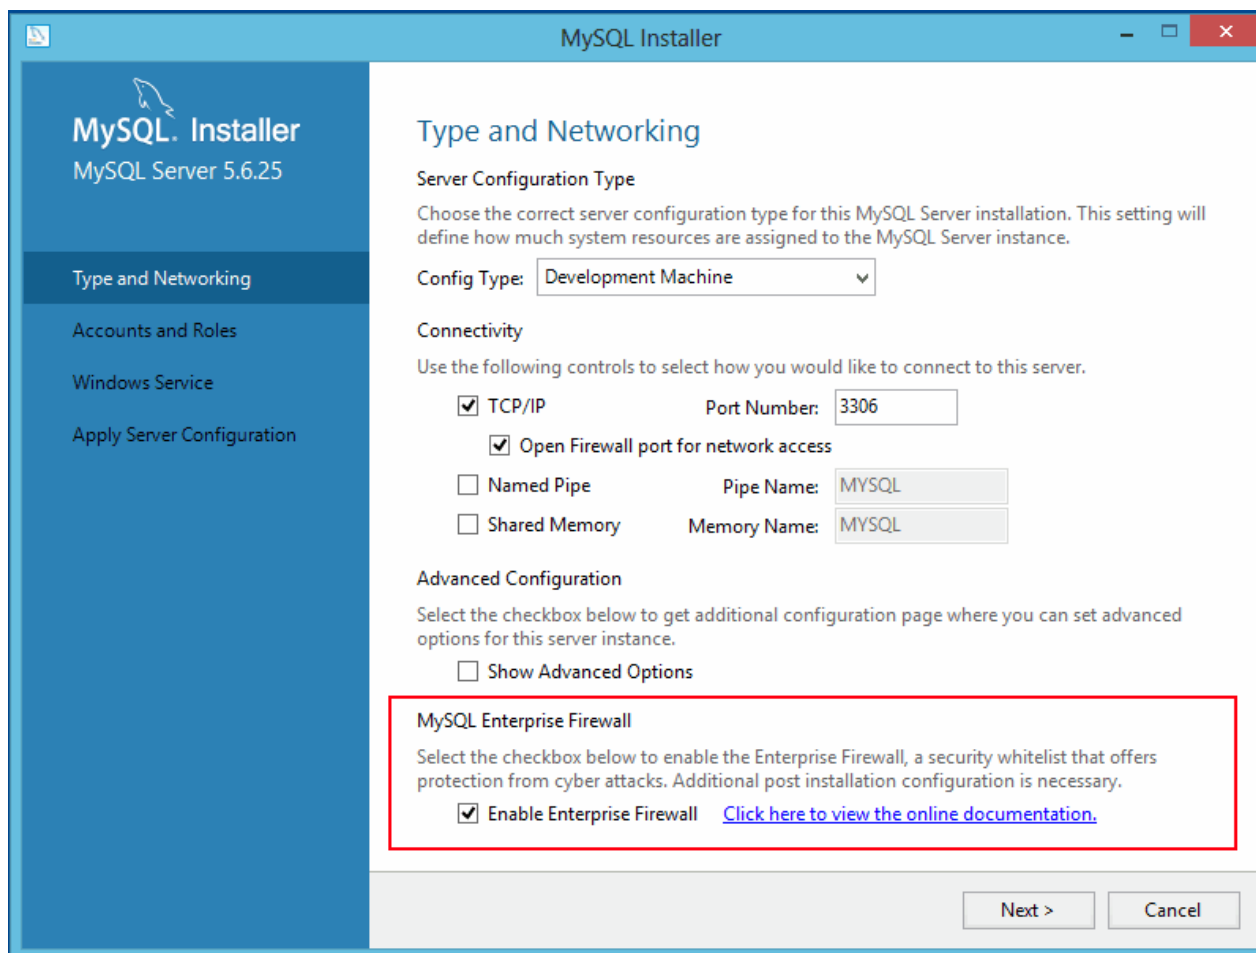 MySQL Installer
MySQL. Installer
MySQL Server 5.6.25
Type and Networking
Accounts and Roles
Windows Service
Apply Server Configuration
Type and Networking
Server Configuration Type
Choose the correct server configuration type for this MySQL Server installation. This setting will
define how much system resources are assigned to the MySQL Server instance.
Config Type: Development Machine
Connectivity
Use the following controls to select how you would like to connect to this server.
TCP/IP Port Number: 3306
Open Firewall port for network access
Named Pipe Pipe Name: MYSQL
Shared Memory Memory Name: MYSQL
Advanced Configuration
Select the checkbox below to get additional configuration page where you can set advanced
options for this server instance.
Show Advanced Options
MySQL Enterprise Firewall
Select the checkbox below to enable the Enterprise Firewall, a security whitelist that offers
protection from cyber attacks. Additional post installation configuration is necessary.
Enable Enterprise Firewall Click here to view the online documentation.
Next > Cancel